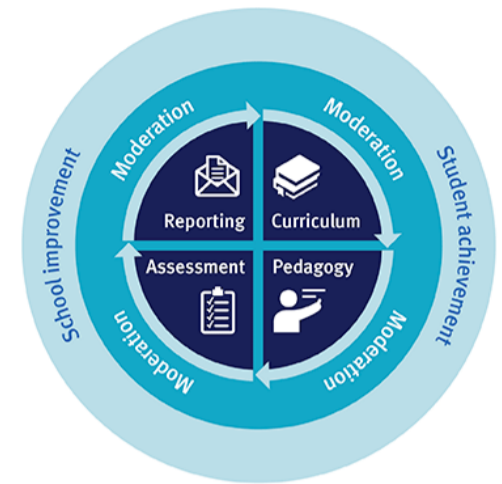 Moderation
Moderation
School improvement
Student achievement
Reporting
Curriculum
Assessment
Pedagogy
Moderation
Moderation